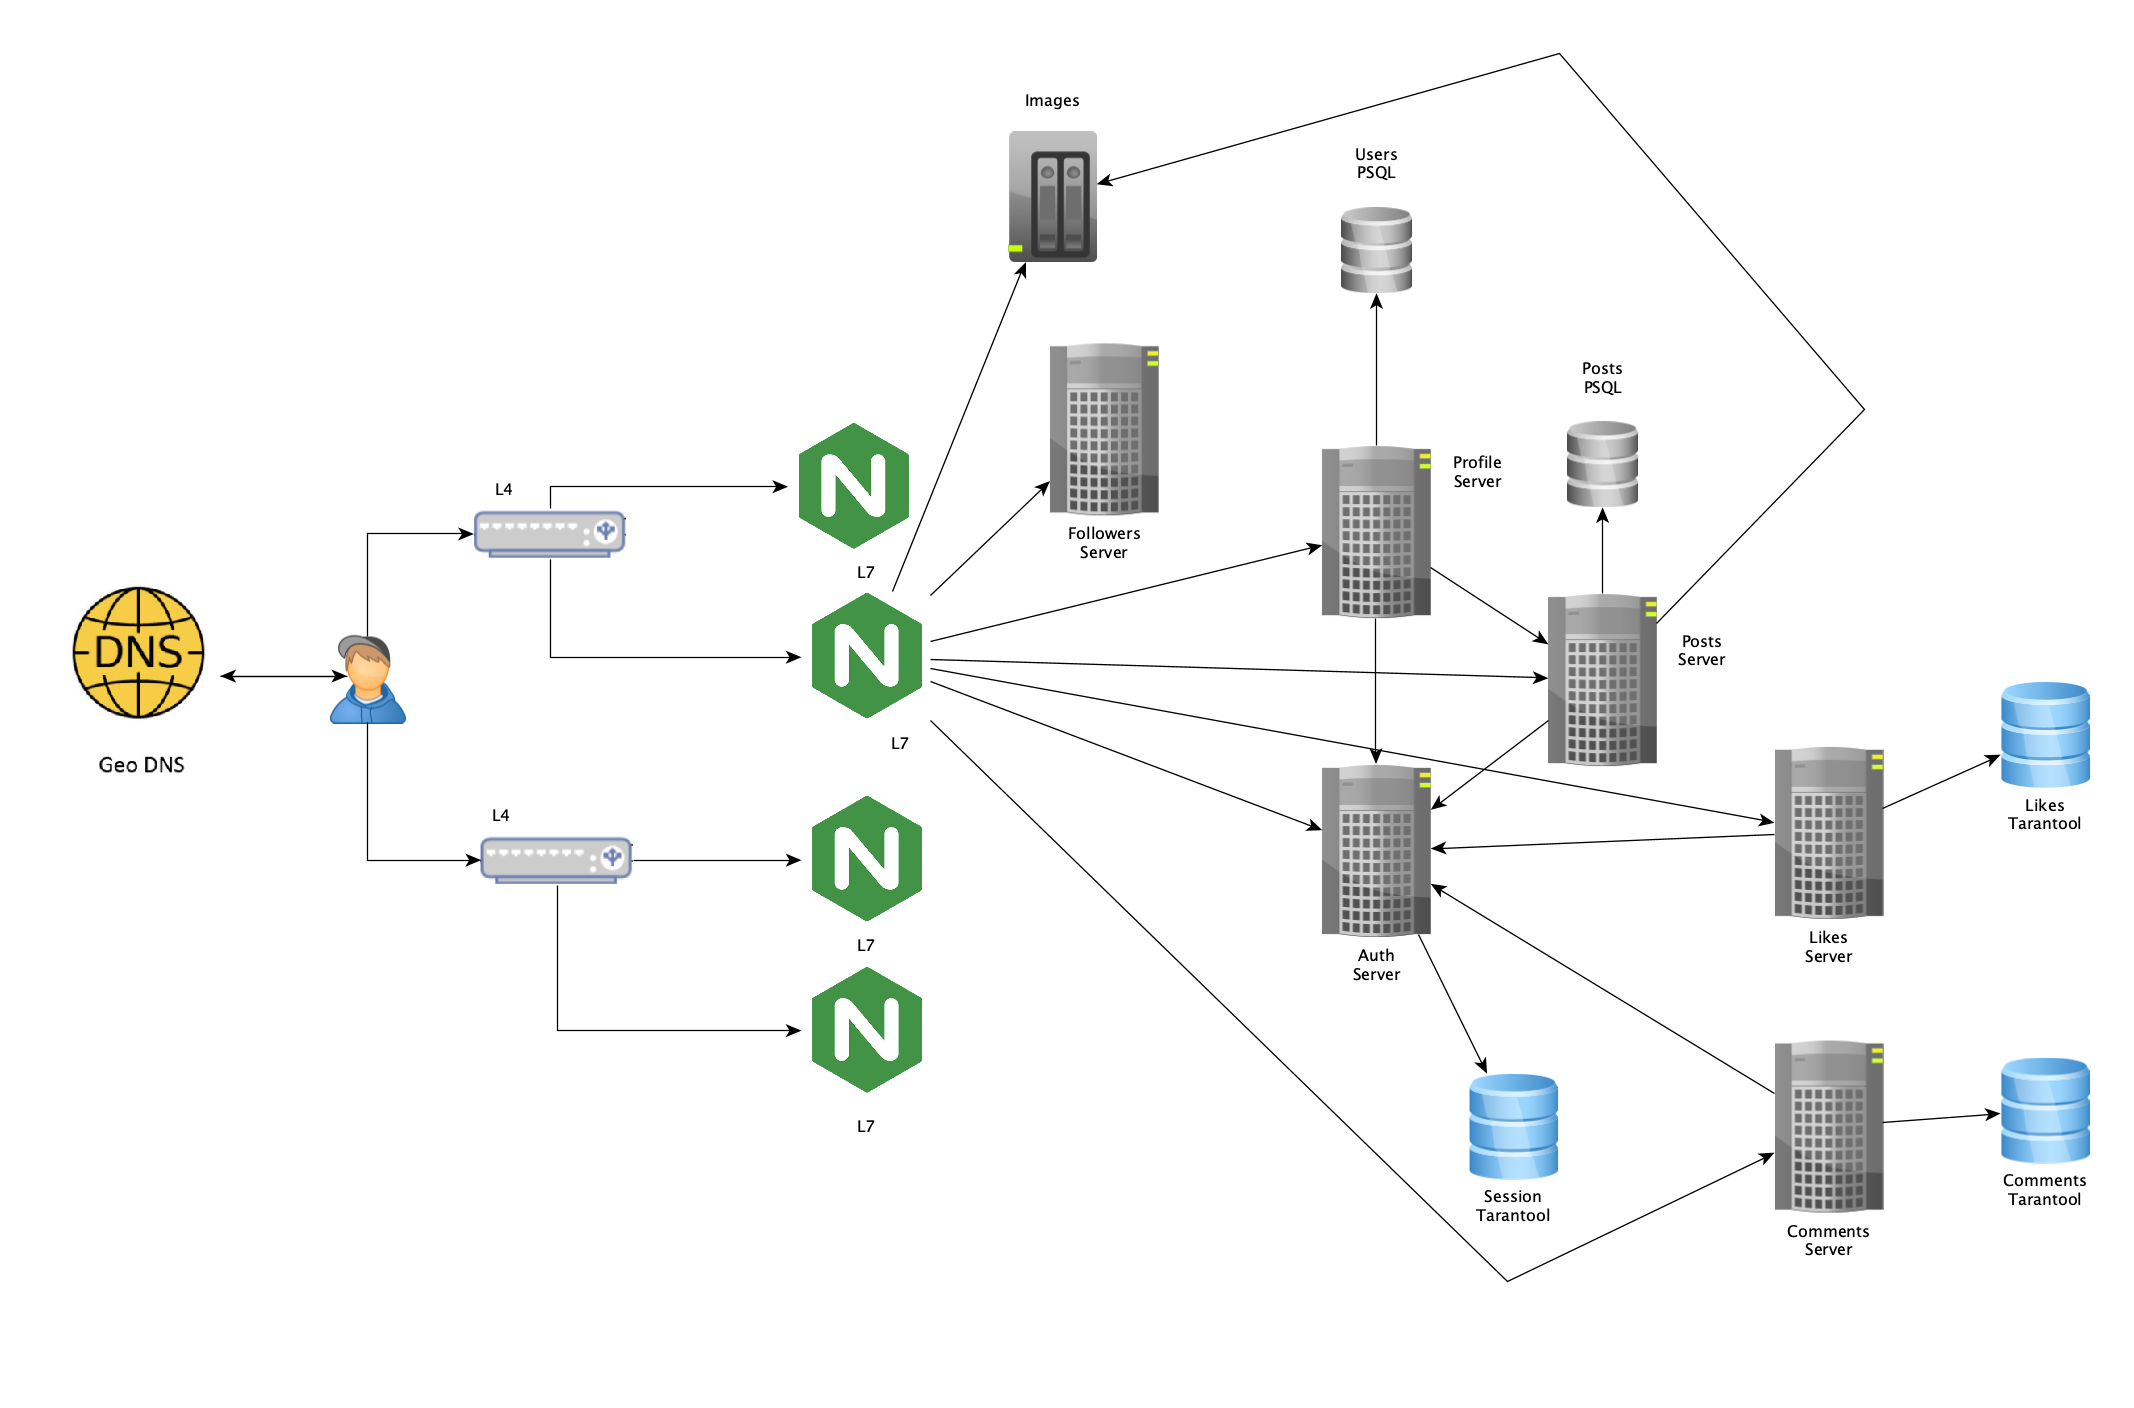 Images
Users
PSQL
Posts
PSQL
Profile
Server
L4
N
Followers
Server
L7
DNS
N
Posts
Server
L7
Geo DNS
Likes
Tarantool
L4
N
L7
Likes
Server
Auth
Server
N
L7
Session
Tarantool
Comments
Tarantool
Comments
Server